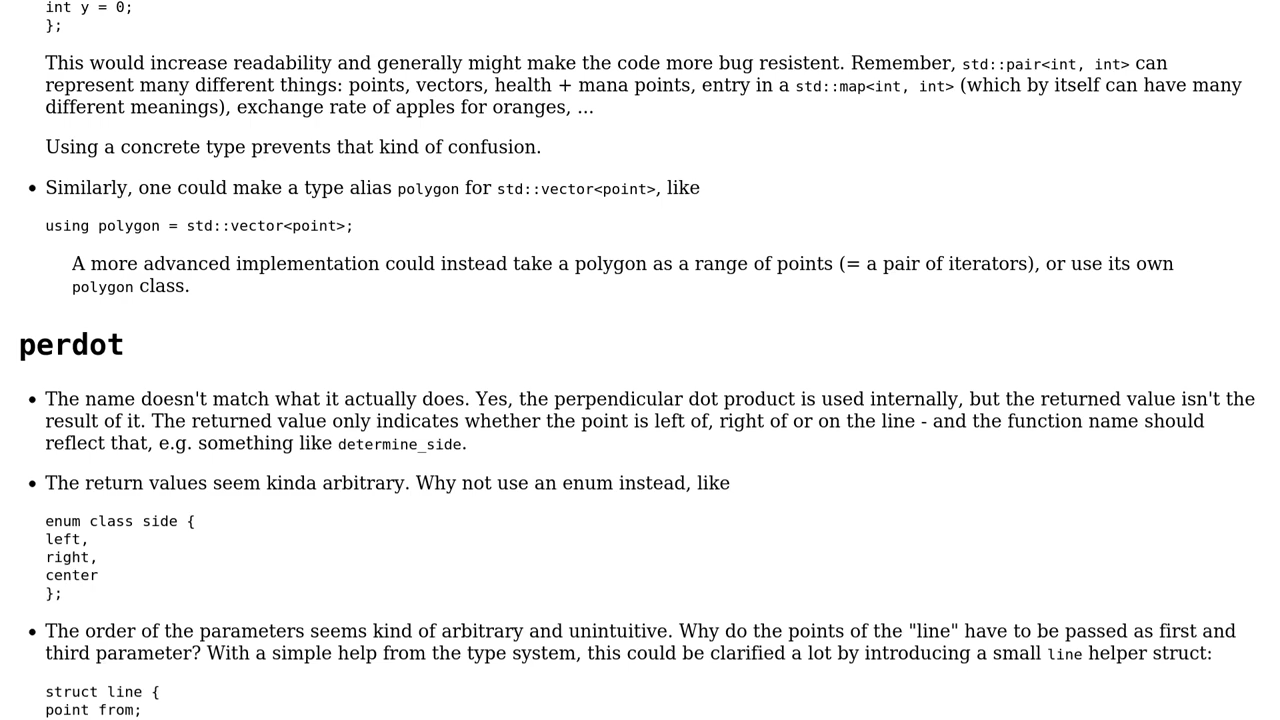 int y = 0;
};
This would increase readability and generally might make the code more bug resistent. Remember, std::pair<int, int> can
represent many different things: points, vectors, health + mana points, entry in a std::map<int, int> (which by itself can have many
different meanings), exchange rate of apples for oranges, ...
Using a concrete type prevents that kind of confusion.
• Similarly, one could make a type alias polygon for std::vector<point>, like
using polygon = std::vector<point>;
A more advanced implementation could instead take a polygon as a range of points (= a pair of iterators), or use its own
polygon class.
perdot
• The name doesn't match what it actually does. Yes, the perpendicular dot product is used internally, but the returned value isn't the
result of it. The returned value only indicates whether the point is left of, right of or on the line - and the function name should
reflect that, e.g. something like determine_side.
• The return values seem kinda arbitrary. Why not use an enum instead, like
enum class side {
left,
right,
center
};
• The order of the parameters seems kind of arbitrary and unintuitive. Why do the points of the "line" have to be passed as first and
third parameter? With a simple help from the type system, this could be clarified a lot by introducing a small line helper struct:
struct line {
point from;